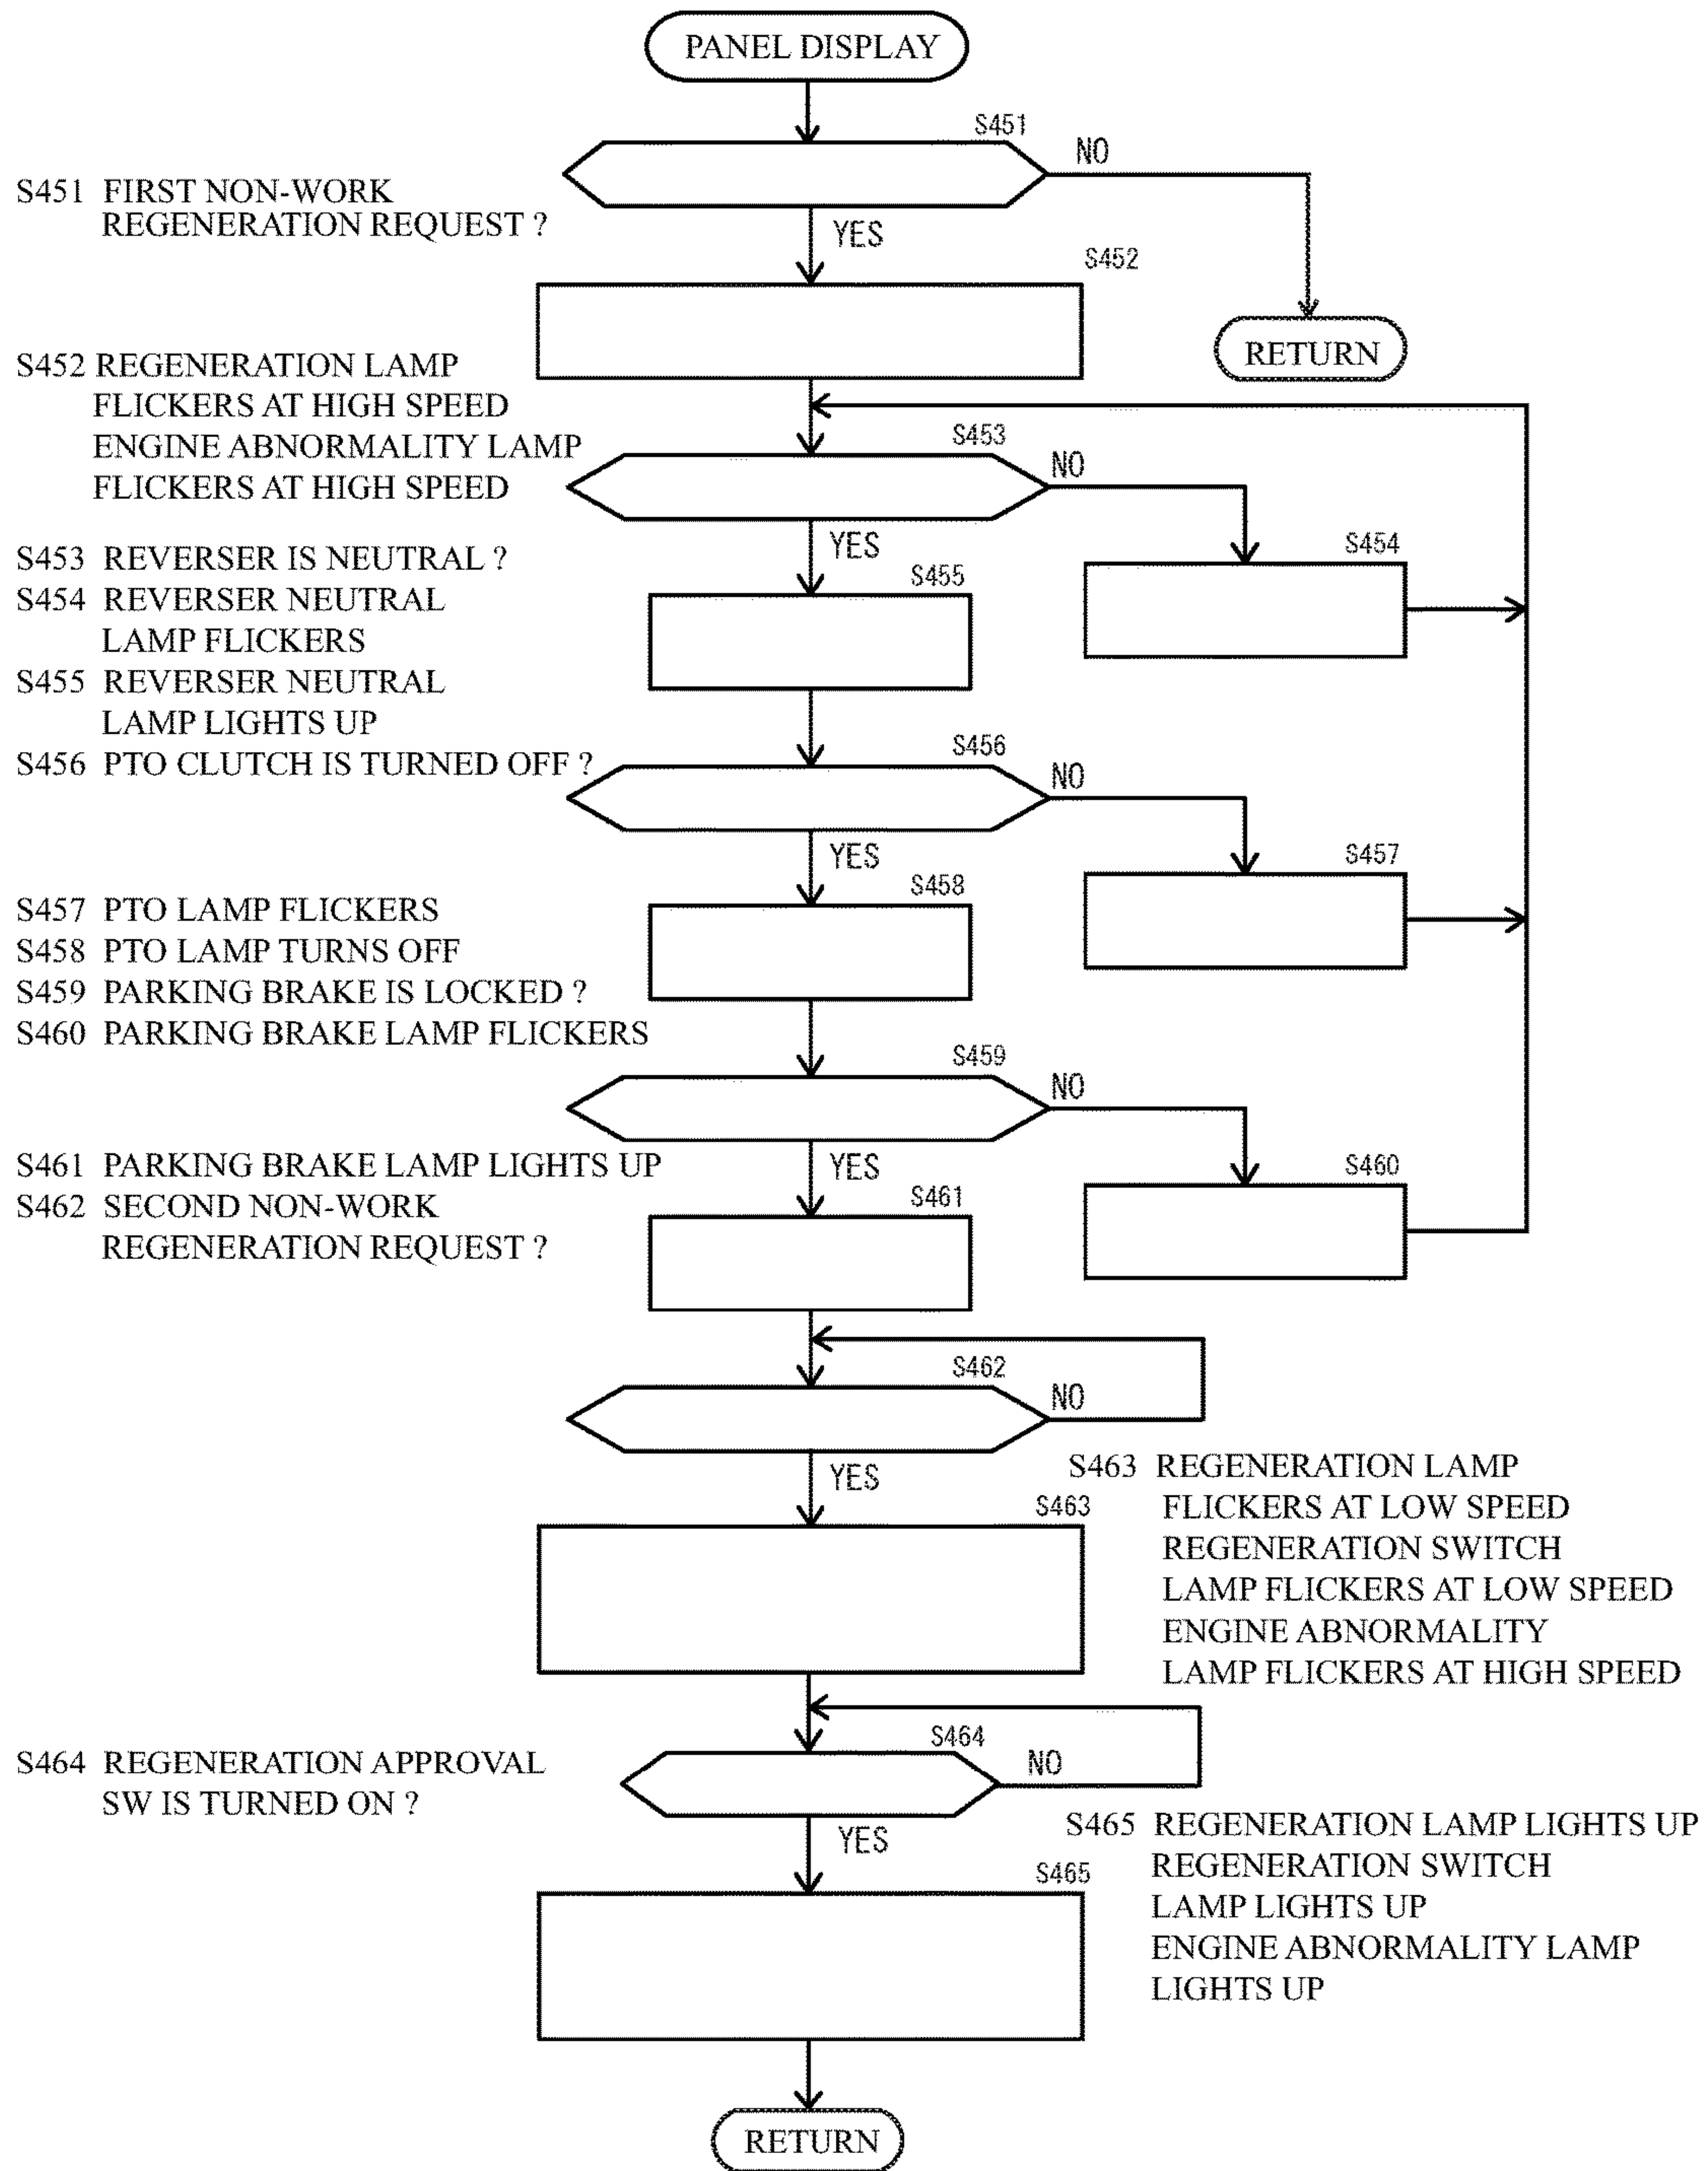 PANEL DISPLAY
S451
NO
S451 FIRST NON-WORK
REGENERATION REQUEST ?
YES
S452
RETURN
S452 REGENERATION LAMP
FLICKERS AT HIGH SPEED
ENGINE ABNORMALITY LAMP
FLICKERS AT HIGH SPEED
S453
NO
YES
S454
S453 REVERSER IS NEUTRAL ?
S455
S454 REVERSER NEUTRAL
LAMP FLICKERS
S455 REVERSER NEUTRAL
LAMP LIGHTS UP
S456
S456 PTO CLUTCH IS TURNED OFF ?
NO
YES
S457
S458
S457 PTO LAMP FLICKERS
S458 PTO LAMP TURNS OFF
S459 PARKING BRAKE IS LOCKED ?
S460 PARKING BRAKE LAMP FLICKERS
S459
NO
S461 PARKING BRAKE LAMP LIGHTS UP
YES
S460
S461
S462 SECOND NON-WORK
REGENERATION REQUEST ?
S462
NO
YES
S463
S463 REGENERATION LAMP
FLICKERS AT LOW SPEED
REGENERATION SWITCH
LAMP FLICKERS AT LOW SPEED
ENGINE ABNORMALITY
LAMP FLICKERS AT HIGH SPEED
S464
NO
S464 REGENERATION APPROVAL
SW IS TURNED ON ?
YES
S465
S465 REGENERATION LAMP LIGHTS UP
REGENERATION SWITCH
LAMP LIGHTS UP
ENGINE ABNORMALITY LAMP
LIGHTS UP
RETURN